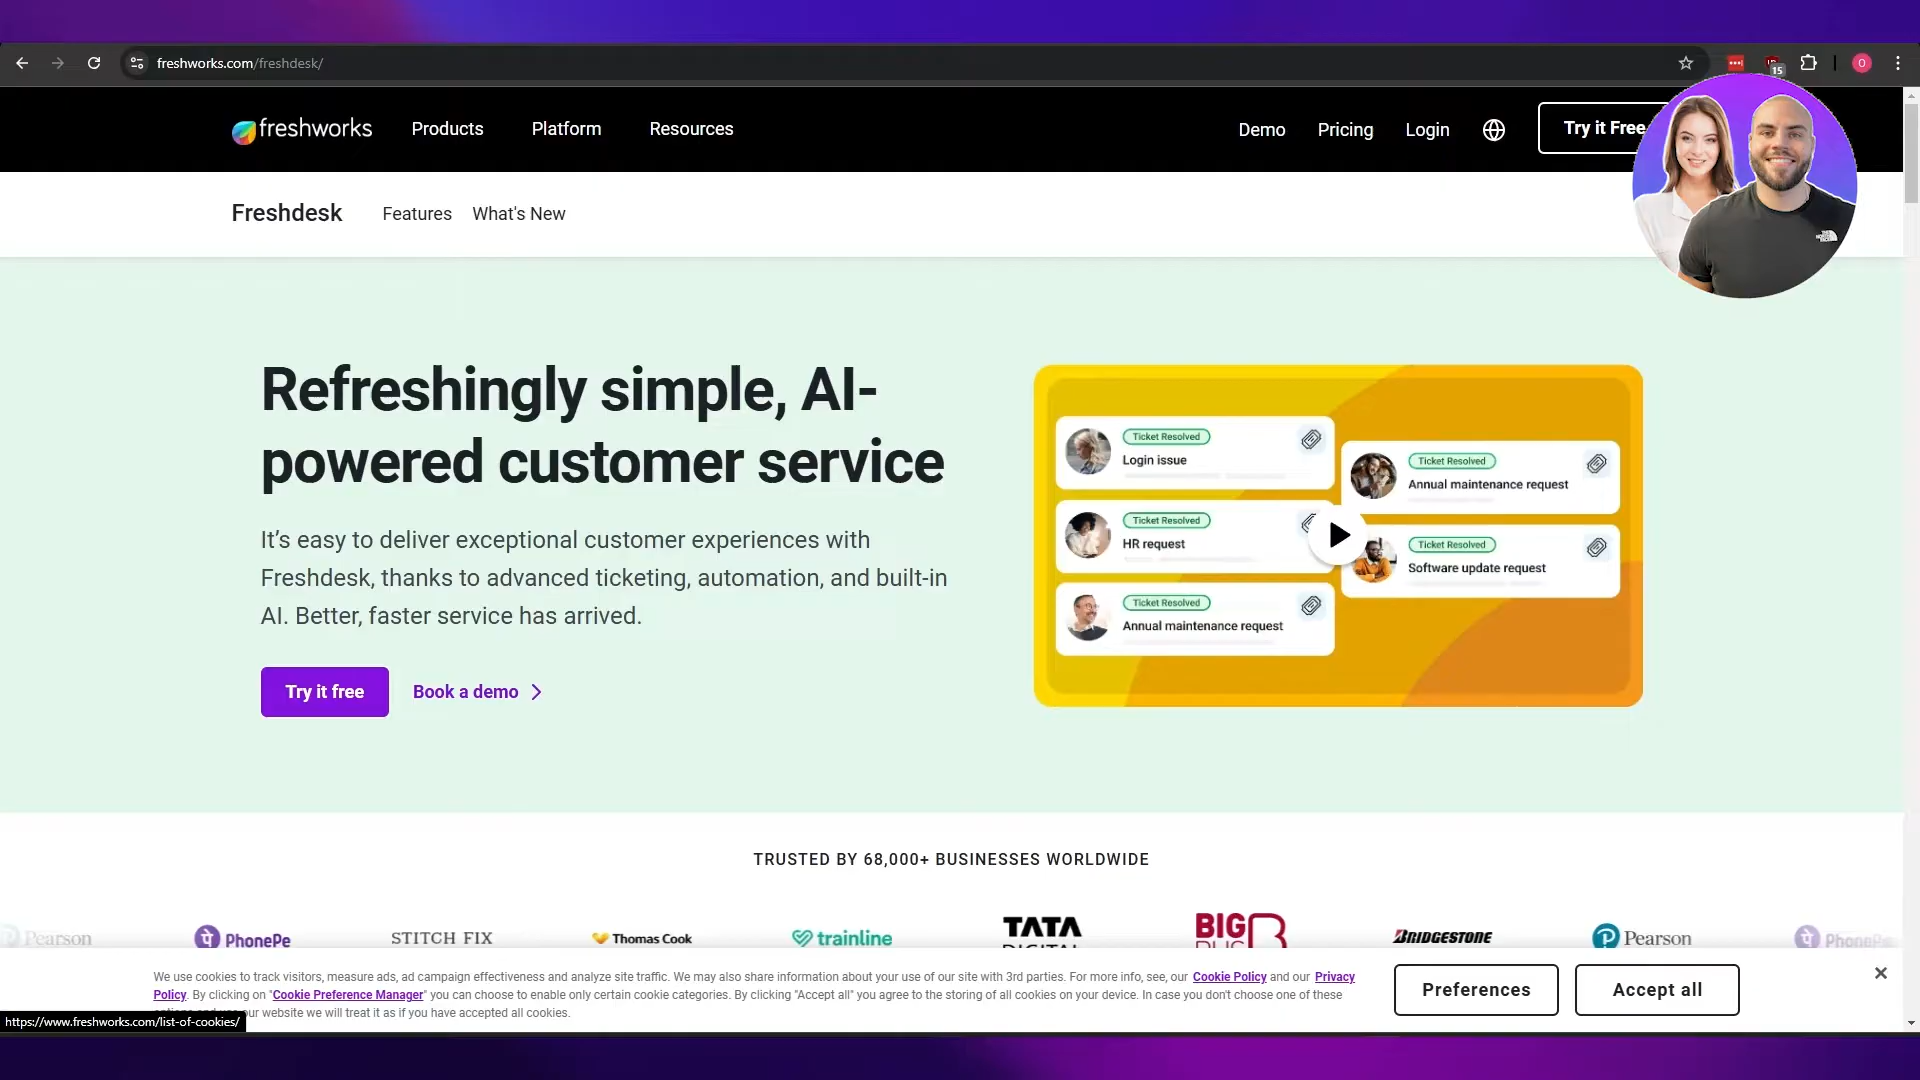 freshworks.com/freshdesk/
15
O
freshworks
Products
Platform
Resources
Demo
Pricing
Login
Try it Free
Freshdesk
Features
What's New
Refreshingly simple, AI-
powered customer service
It’s easy to deliver exceptional customer experiences with
Freshdesk, thanks to advanced ticketing, automation, and built-in
AI. Better, faster service has arrived.
Try it free
Book a demo
Ticket Resolved
Login issue
Ticket Resolved
HR request
Ticket Resolved
Annual maintenance request
Ticket Resolved
Annual maintenance request
Ticket Resolved
Software update request
TRUSTED BY 68,000+ BUSINESSES WORLDWIDE
Pearson
PhonePe
STITCH FIX
Thomas Cook
trainline
TATA
DIGITAL
BIG
BRIDGESTONE
Pearson
PhonePe
We use cookies to track visitors, measure ads, ad campaign effectiveness and analyze site traffic. We may also share information about your use of our site with 3rd parties. For more info, see, our Cookie Policy and our Privacy
Policy. By clicking on "Cookie Preference Manager" you can choose to enable only certain cookie categories. By clicking "Accept all" you agree to the storing of all cookies on your device. In case you don't choose one of these
our website we will treat it as if you have accepted all cookies.
Preferences
Accept all
https://www.freshworks.com/list-of-cookies/